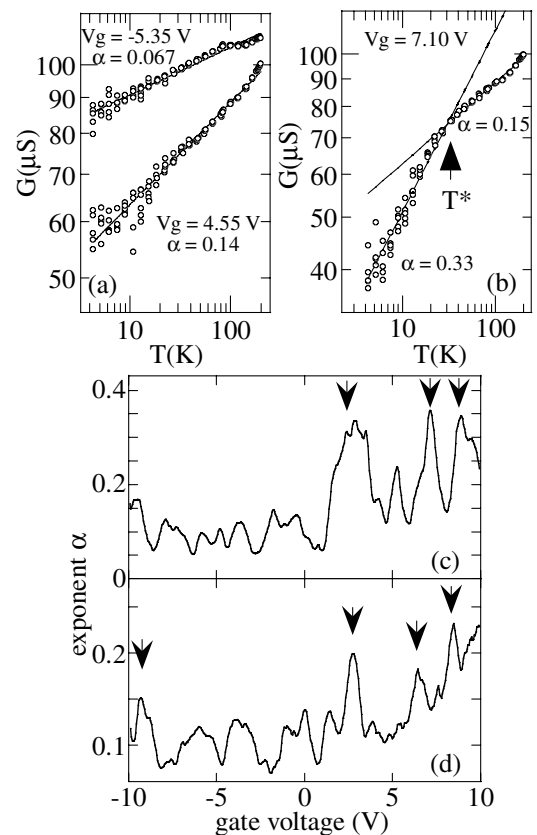 Vg = -5.35 V
α = 0.067
100
90
80
70
60
50
G(μS)
Vg = 4.55 V
α = 0.14
(a)
10
100
T(K)
Vg = 7.10 V
100
90
80
70
60
50
40
G(μS)
α = 0.15
T*
α = 0.33
(b)
10
100
T(K)
0.4
0.2
0
(c)
exponent α
0.2
0.1
(d)
-10
-5
0
5
10
gate voltage (V)